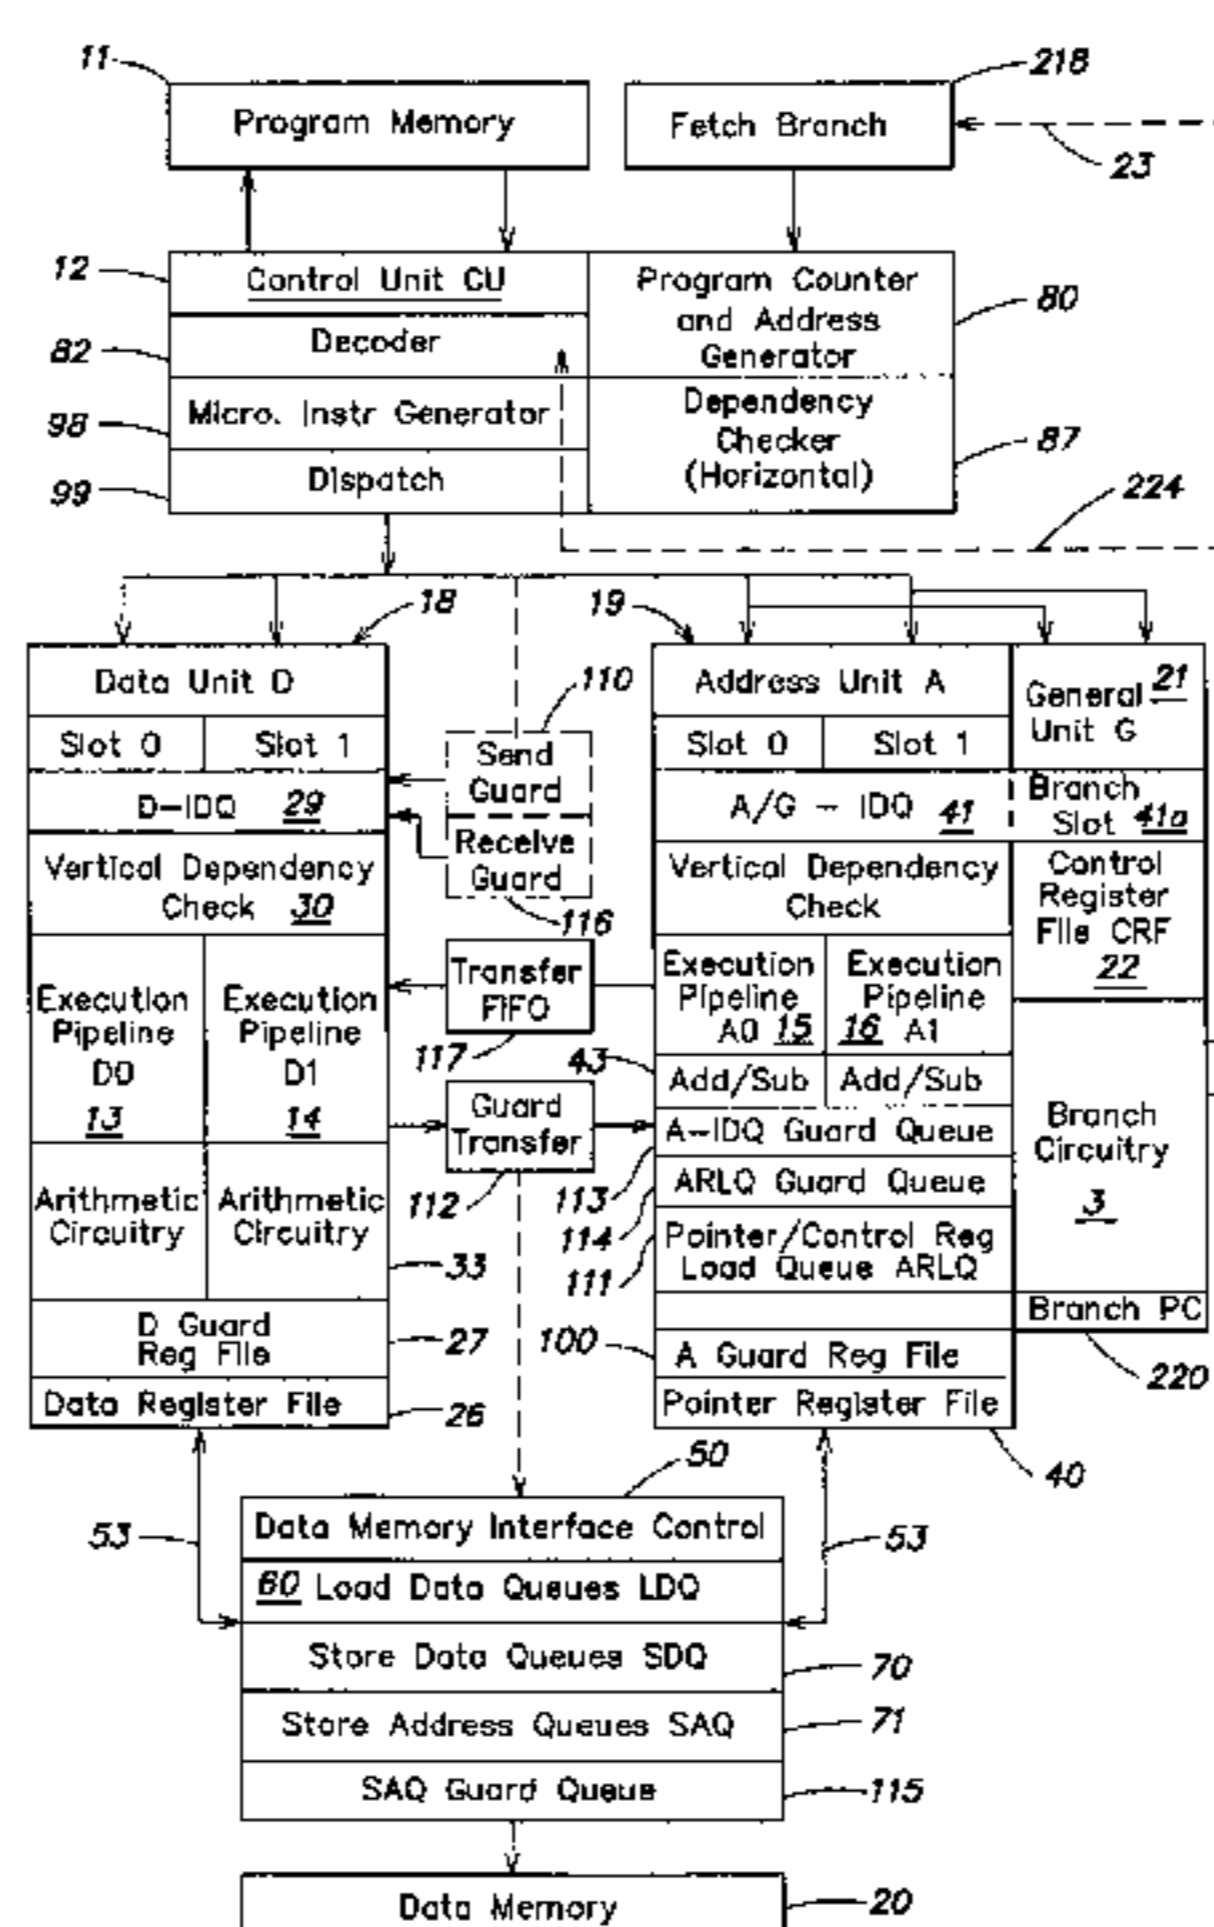 11
218
Program Memory
Fetch Branch
23
12
Control Unit CU
Program Counter
and Address
Generator
80
82
Decoder
98
Micro. Instr Generator
Dependency
Checker
(Horizontal)
87
99
Dispatch
224
18
19
Data Unit D
110
Address Unit A
General 21
Unit G
Slot 0
Slot 1
Send
Guard
Slot 0
Slot 1
D-IDQ 29
A/G - IDQ 41
Branch
Slot 41a
Receive
Guard
Vertical Dependency
Check 30
Vertical Dependency
Check
Control
Register
File CRF
22
116
Execution
Pipeline
D0
13
Execution
Pipeline
D1
14
Transfer
FIFO
117
Execution
Pipeline
A0 15
Execution
Pipeline
16 A1
43
Add/Sub
Add/Sub
Guard
Transfer
112
A-IDQ Guard Queue
113
Branch
Circuitry
3
ARLQ Guard Queue
114
Arithmetic
Circuitry
Arithmetic
Circuitry
33
Pointer/Control Reg
Load Queue ARLQ
111
Branch PC
220
D Guard
Reg File
27
100
A Guard Reg File
Data Register File
26
Pointer Register File
40
50
53
Data Memory Interface Control
53
60 Load Data Queues LDQ
Store Data Queues SDQ
70
Store Address Queues SAQ
71
SAQ Guard Queue
115
Data Memory
20